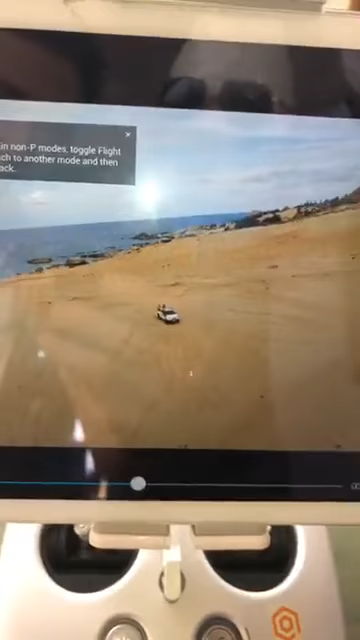 in non-P modes, toggle Flight
ch to another mode and then
ack.